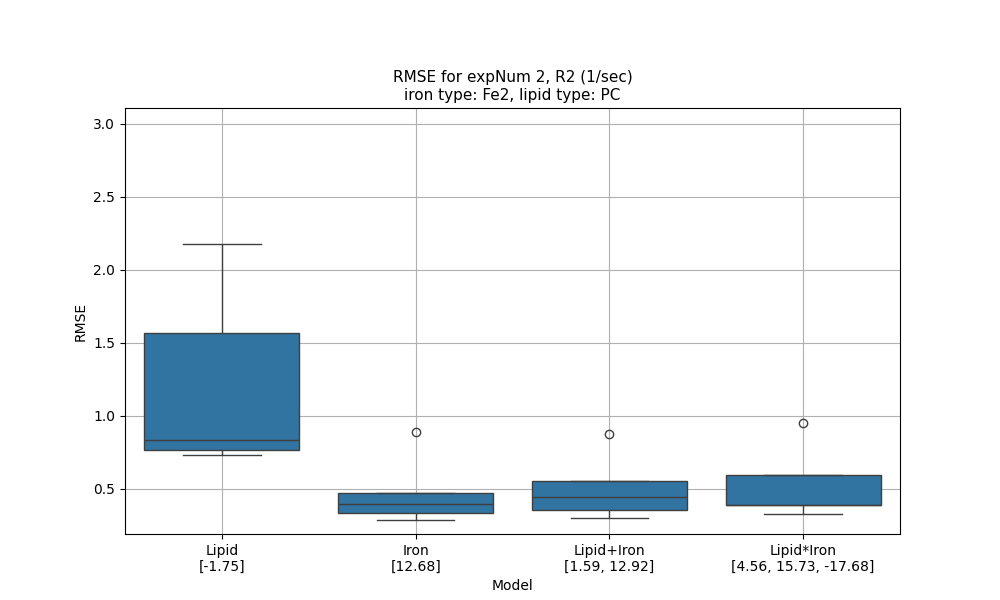 RMSE for expNum 2, R2 (1/sec)
iron type: Fe2, lipid type: PC
3.0
2.5
2.0
1.5
1.0
0.5
RMSE
Lipid
[-1.75]
Iron
[12.68]
Lipid+Iron
[1.59, 12.92]
Lipid*Iron
[4.56, 15.73, -17.68]
Model